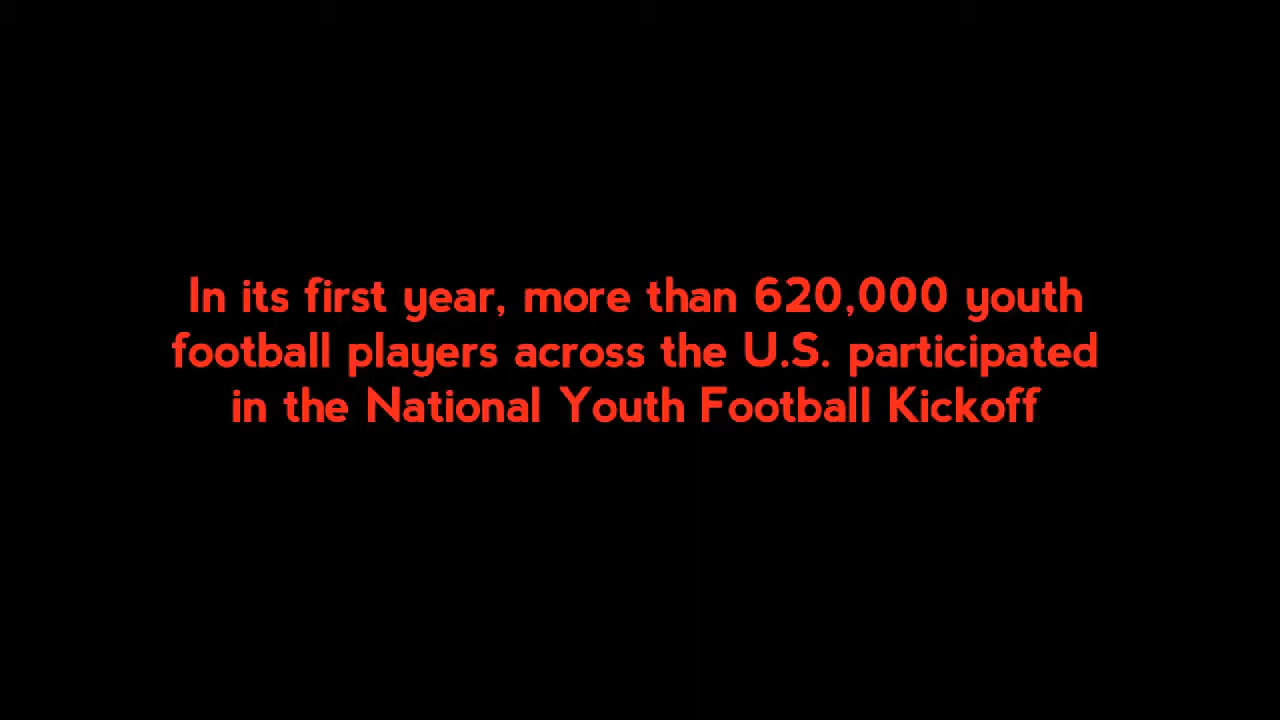 In its first year, more than 620,000 youth
football players across the U.S. participated
in the National Youth Football Kickoff